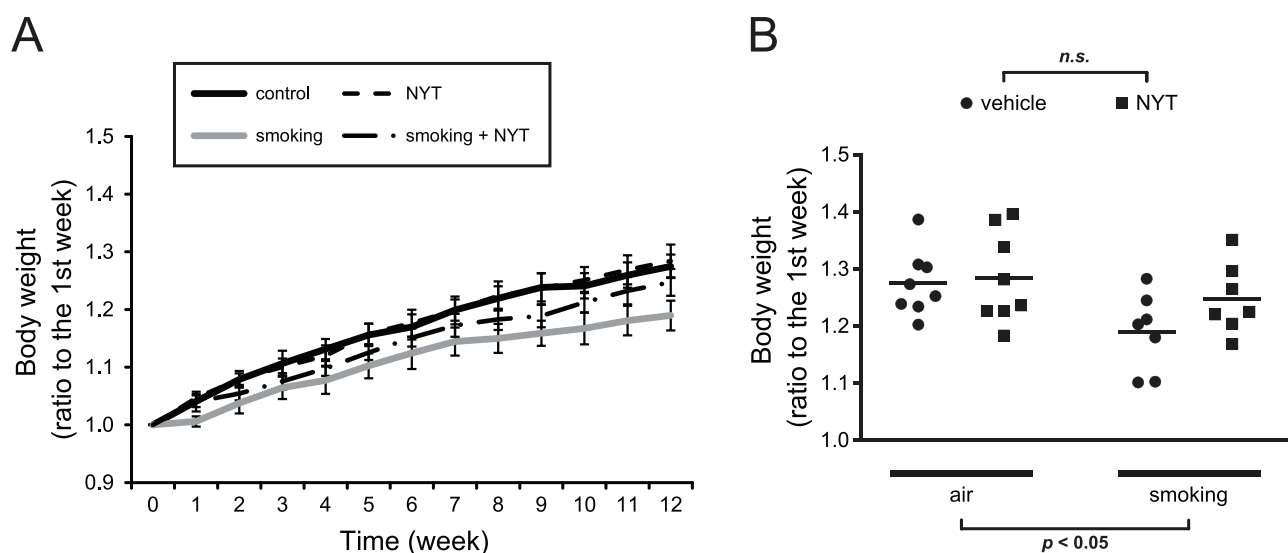 A
control
NYT
smoking
smoking + NYT
Body weight
(ratio to the 1st week)
1.5
1.4
1.3
1.2
1.1
1.0
0.9
0 1 2 3 4 5 6 7 8 9 10 11 12
Time (week)
B
n.s.
vehicle
NYT
Body weight
(ratio to the 1st week)
1.5
1.4
1.3
1.2
1.1
1.0
air
smoking
p < 0.05